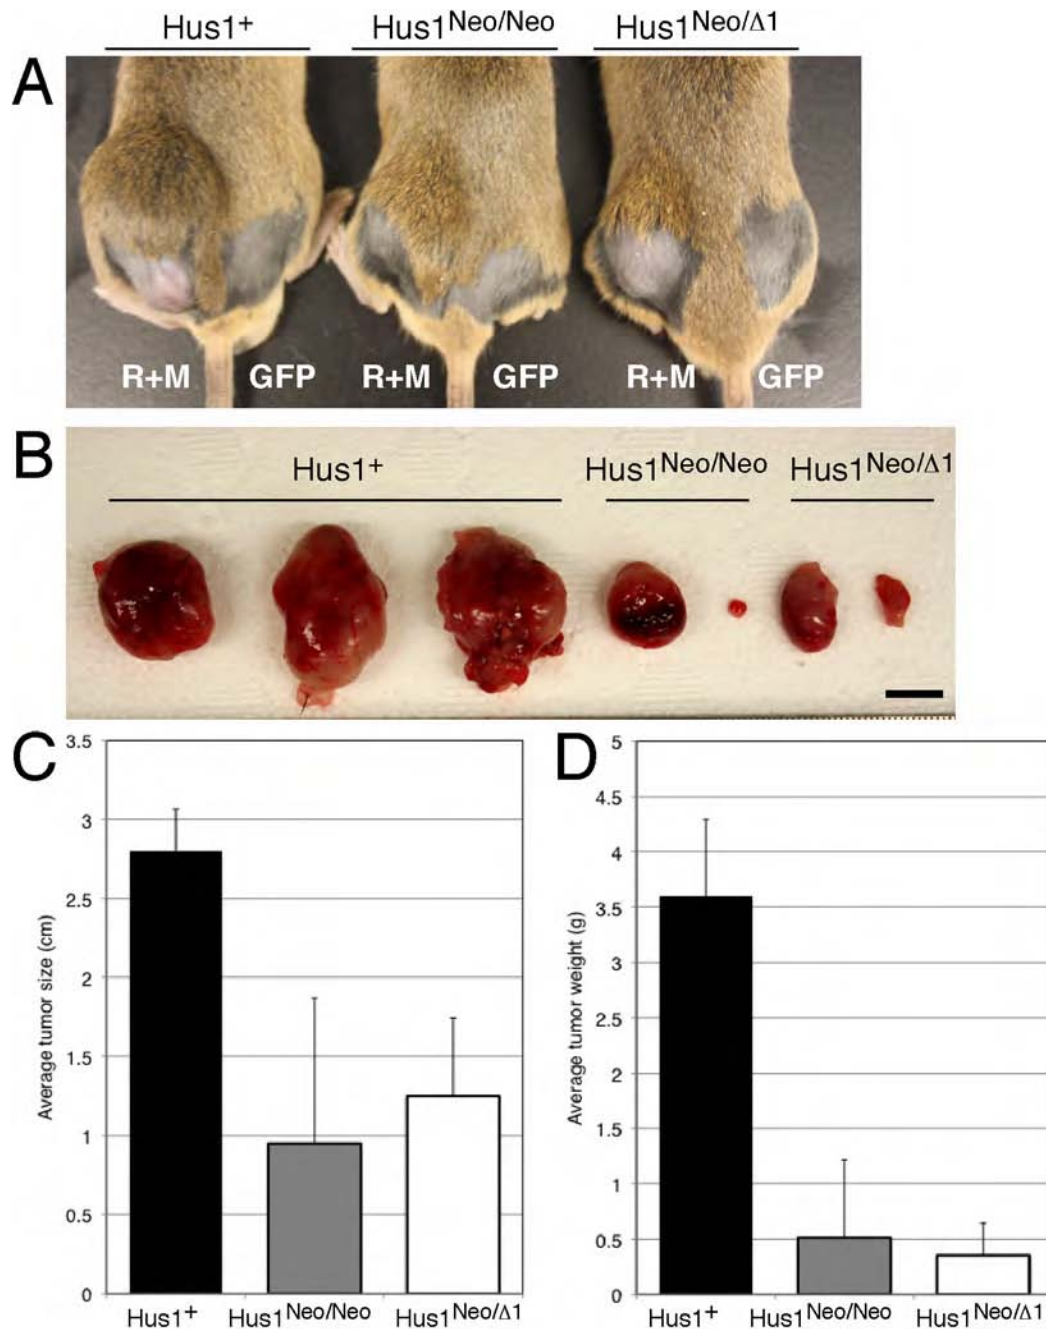 Hus1+ Hus1Neo/Neo Hus1Neo/Δ1
A
R+M GFP R+M GFP R+M GFP
B
Hus1+ Hus1Neo/Neo Hus1Neo/Δ1
C
3.5
3
2.5
2
1.5
1
0.5
0
Average tumor size (cm)
Hus1+ Hus1Neo/Neo Hus1Neo/Δ1
D
5
4.5
4
3.5
3
2.5
2
1.5
1
0.5
0
Average tumor weight (g)
Hus1+ Hus1Neo/Neo Hus1Neo/Δ1